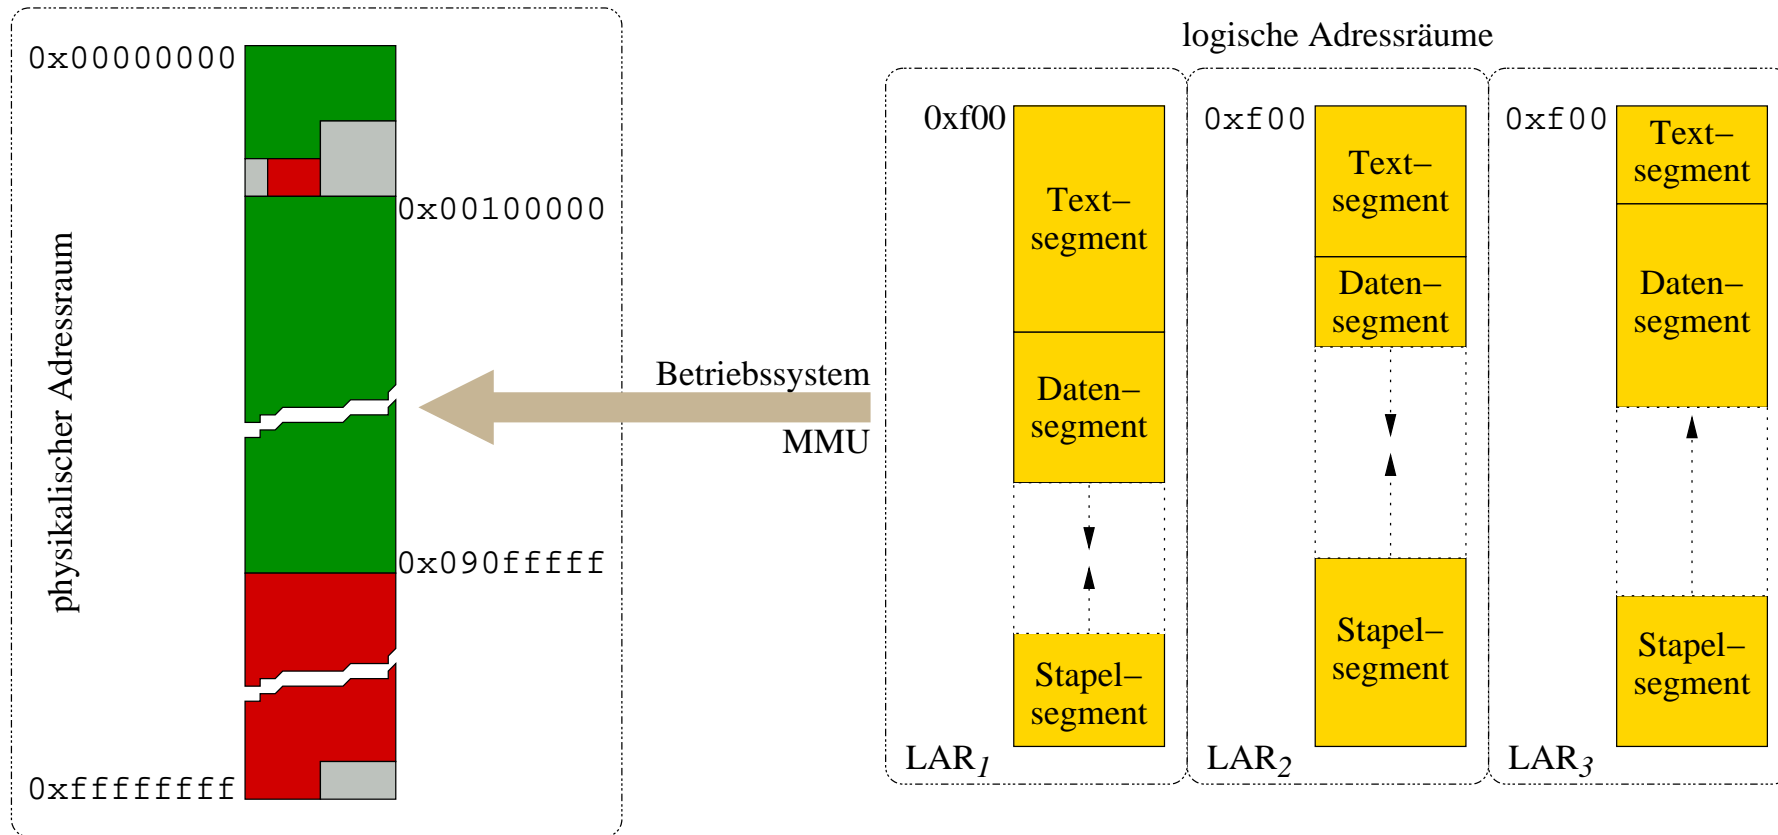 physikalischer Adressraum
0x00000000
0x00100000
0x090fffff
0xffffffff
Betriebssystem
MMU
logische Adressräume
0xf00
Text–
segment
Daten–
segment
Stapel–
segment
LAR1
0xf00
Text–
segment
Daten–
segment
Stapel–
segment
LAR2
0xf00
Text–
segment
Daten–
segment
Stapel–
segment
LAR3